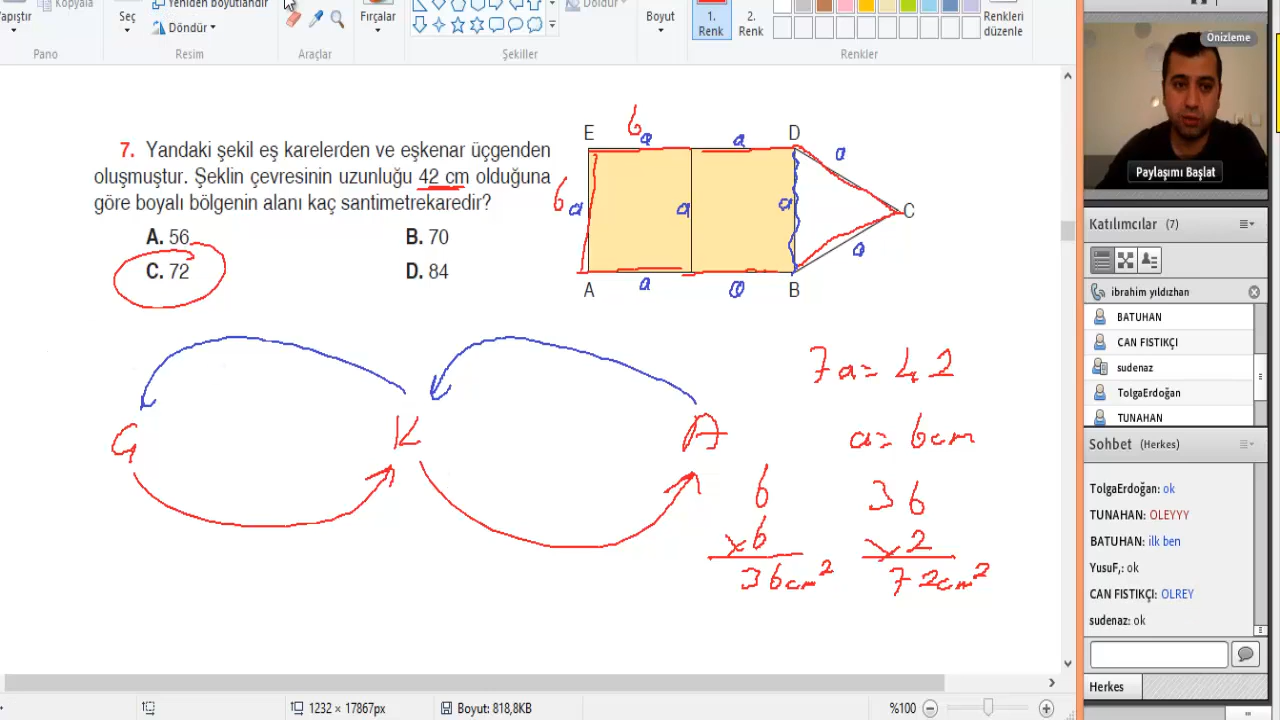 Yapıştır
Kopyala
Pano
Seç
Yeniden boyutlandır
Döndür
Resim
Araçlar
Fırçalar
Şekiller
Doldur
Boyut
1.
Renk
2.
Renk
Renkler
Renkleri
düzenle
7. Yandaki şekil eş karelerden ve eşkenar üçgenden
oluşmuştur. Şeklin çevresinin uzunluğu 42 cm olduğuna
göre boyalı bölgenin alanı kaç santimetrekaredir?
A. 56
B. 70
C. 72
D. 84
E
6
a
a
D
a
6
a
a
a
C
a
A
a
a
B
7a = 42
a = 6cm
G
K
A
6
x6
36cm²
36
x2
72cm²
Önizleme
Paylaşımı Başlat
Katılımcılar (7)
ibrahim yıldızhan
BATUHAN
CAN FISTIKÇI
sudenaz
TolgaErdoğan
TUNAHAN
Sohbet (Herkes)
TolgaErdoğan: ok
TUNAHAN: OLEYYY
BATUHAN: ilk ben
YusuF,: ok
CAN FISTIKÇI: OLREY
sudenaz: ok
Herkes
1232 × 17867px
Boyut: 818,8KB
%100